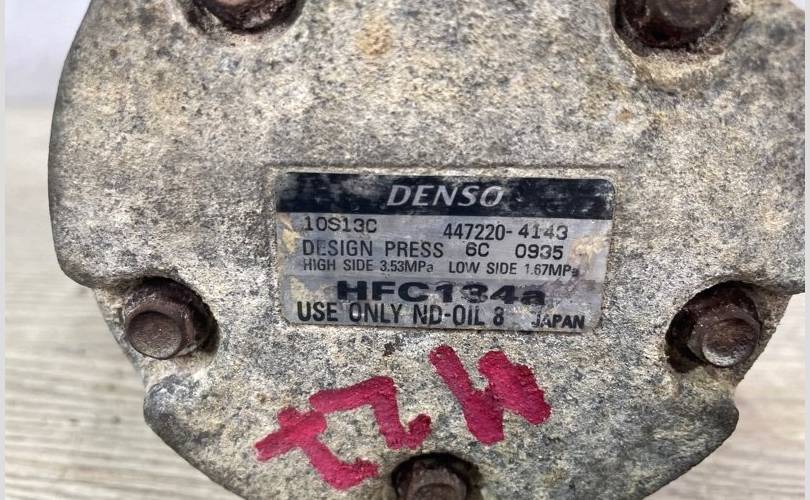 DENSO
10S13C 447220-4143
DESIGN PRESS 6C 0935
HIGH SIDE 3.53MPa LOW SIDE 1.67MPa
HFC134a
USE ONLY ND-OIL 8 JAPAN